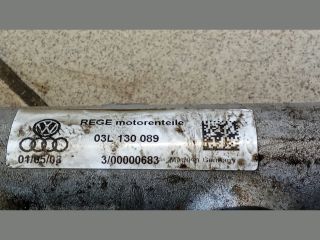 REGE motorenteile
03L 130 089
01/05/08 3/00000683 Made in Germany